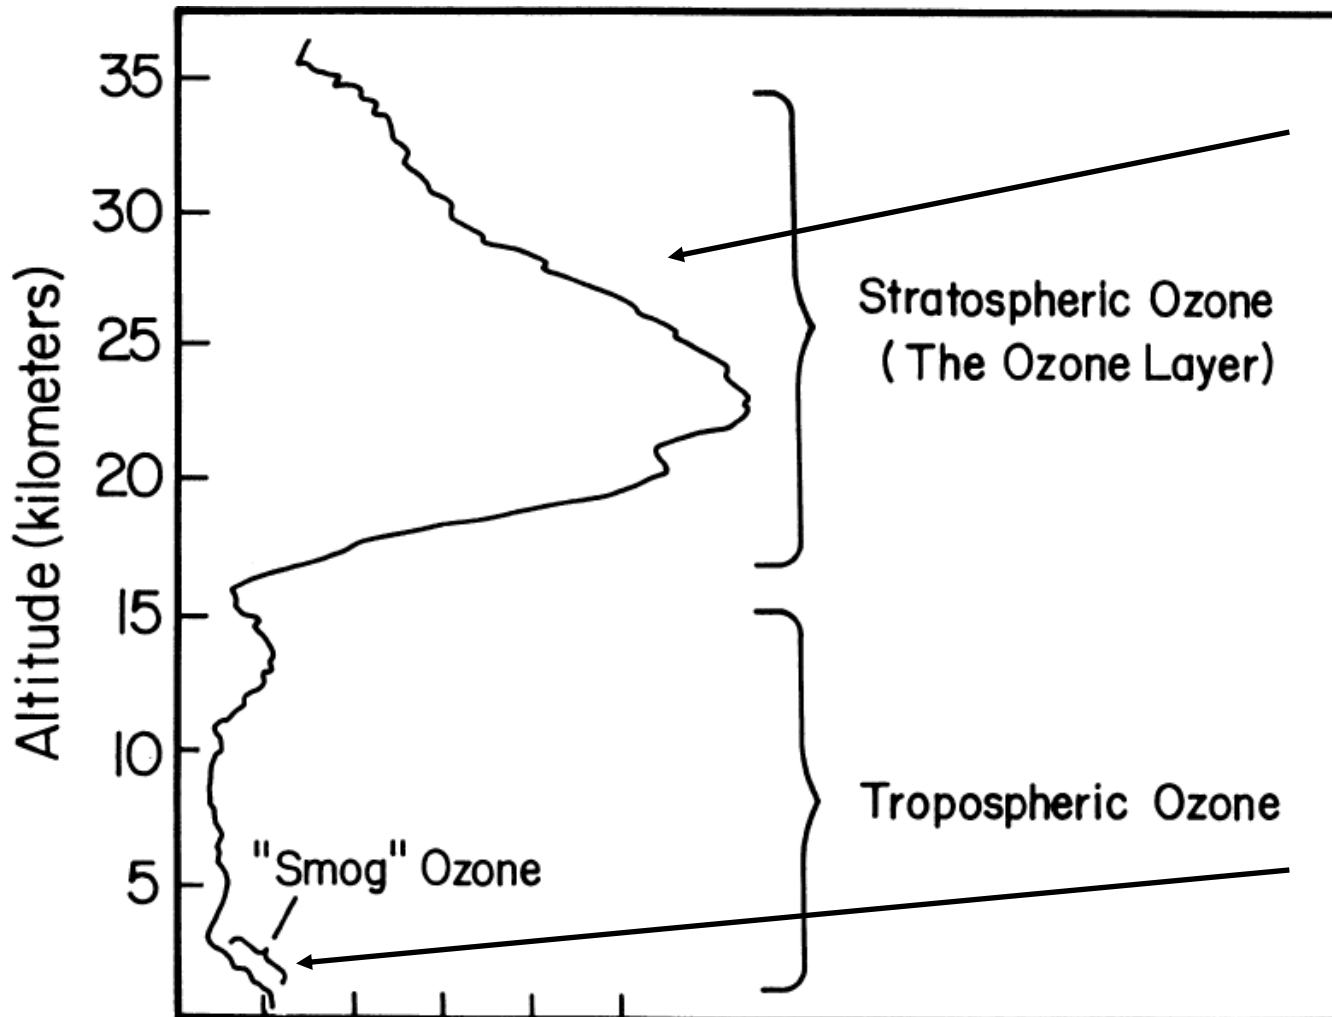 35
30
25
20
15
10
5
Altitude (kilometers)
Stratospheric Ozone
(The Ozone Layer)
Tropospheric Ozone
"Smog" Ozone